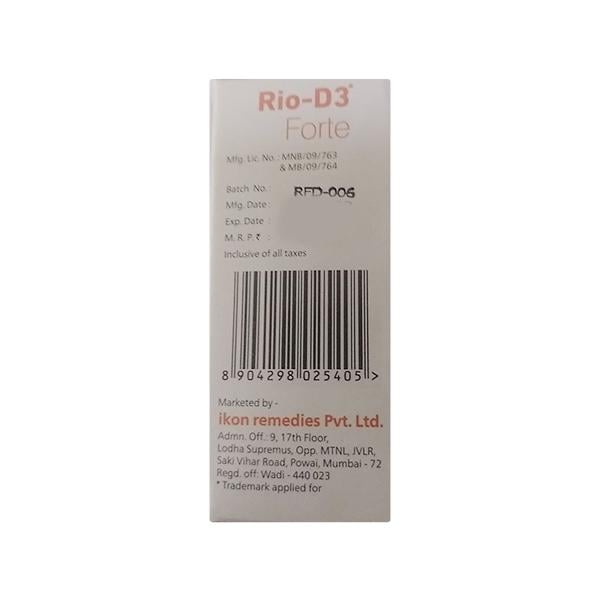 Rio-D3*
Forte
Mfg. Lic. No.: MNB/09/763
& MB/09/764
Batch No.: RFD-006
Mfg. Date :
Exp. Date :
M. R. P. ₹ :
Inclusive of all taxes
8 904298 025405 >
Marketed by -
ikon remedies Pvt. Ltd.
Admn. Off.: 9, 17th Floor,
Lodha Supremus, Opp. MTNL, JVLR,
Saki Vihar Road, Powai, Mumbai - 72
Regd. off: Wadi - 440 023
* Trademark applied for